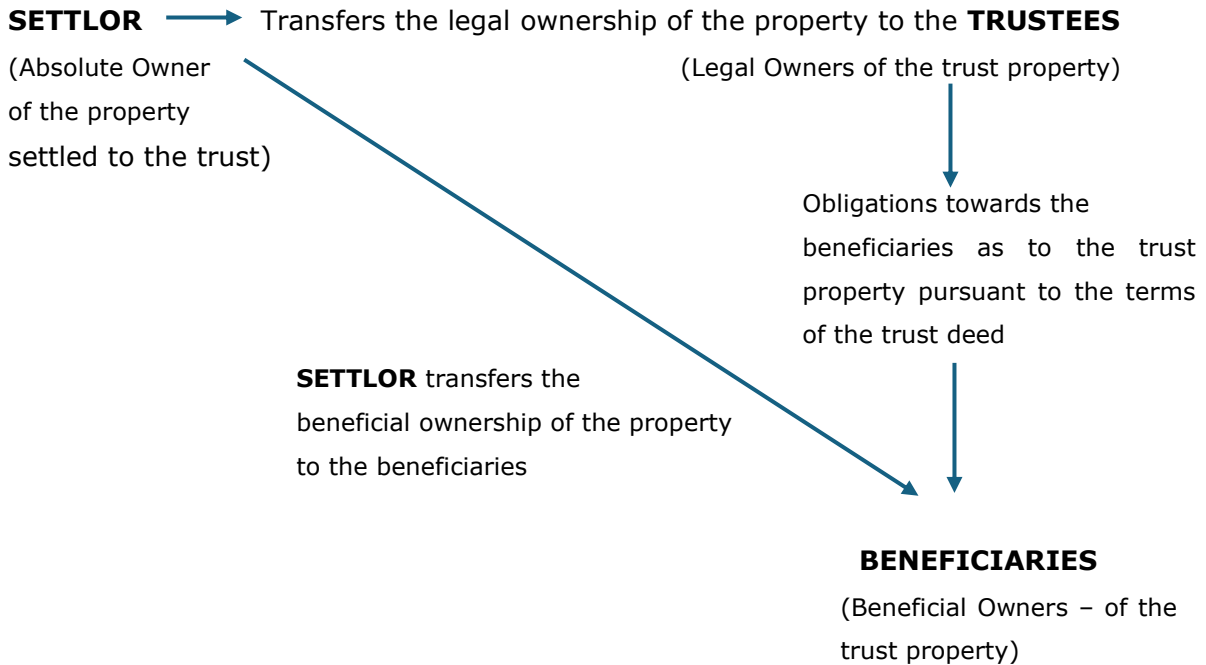 SETTLOR Transfers the legal ownership of the property to the TRUSTEES
(Absolute Owner
of the property
settled to the trust)
(Legal Owners of the trust property)
Obligations towards the
beneficiaries as to the trust
property pursuant to the terms
of the trust deed
SETTLOR transfers the
beneficial ownership of the property
to the beneficiaries
BENEFICIARIES
(Beneficial Owners – of the
trust property)